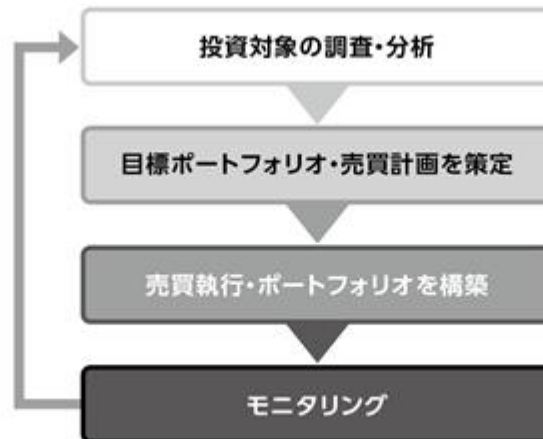 投資対象の調査・分析
目標ポートフォリオ・売買計画を策定
売買執行・ポートフォリオを構築
モニタリング